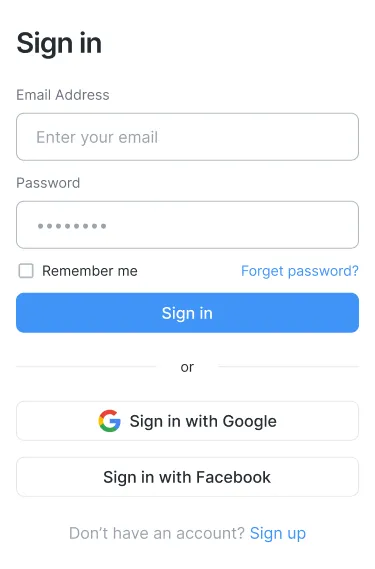 Sign in
Email Address
Enter your email
Password
••••••••
Remember me Forget password?
Sign in
or
Sign in with Google
Sign in with Facebook
Don’t have an account? Sign up